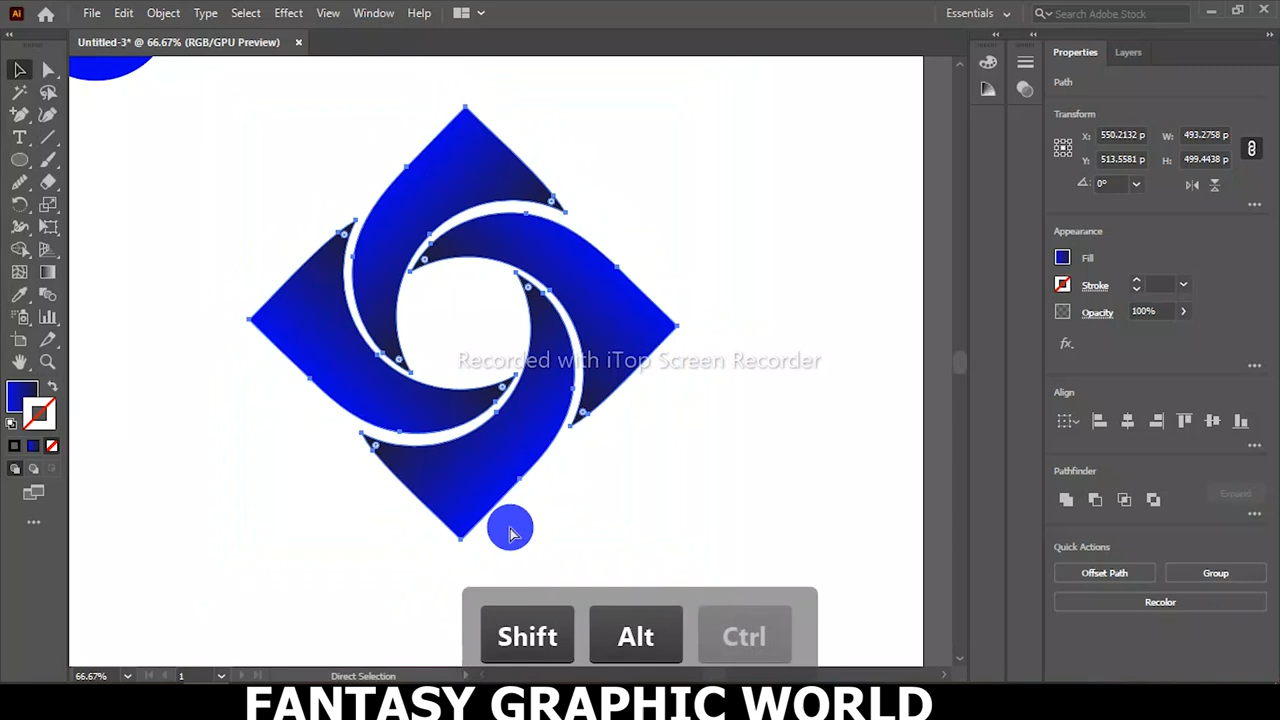 File Edit Object Type Select Effect View Window Help
Essentials
Search Adobe Stock
Untitled-3* @ 66.67% (RGB/GPU Preview)
Properties Layers
Path
Transform
X: 550.2132 p W: 493.2758 p
Y: 513.5581 p H: 499.4438 p
0°
Appearance
Fill
Stroke
Opacity 100%
fx.
Align
Pathfinder
Expand
Quick Actions
Offset Path Group
Recolor
Recorded with iTop Screen Recorder
Shift Alt Ctrl
66.67% 1 Direct Selection
FANTASY GRAPHIC WORLD